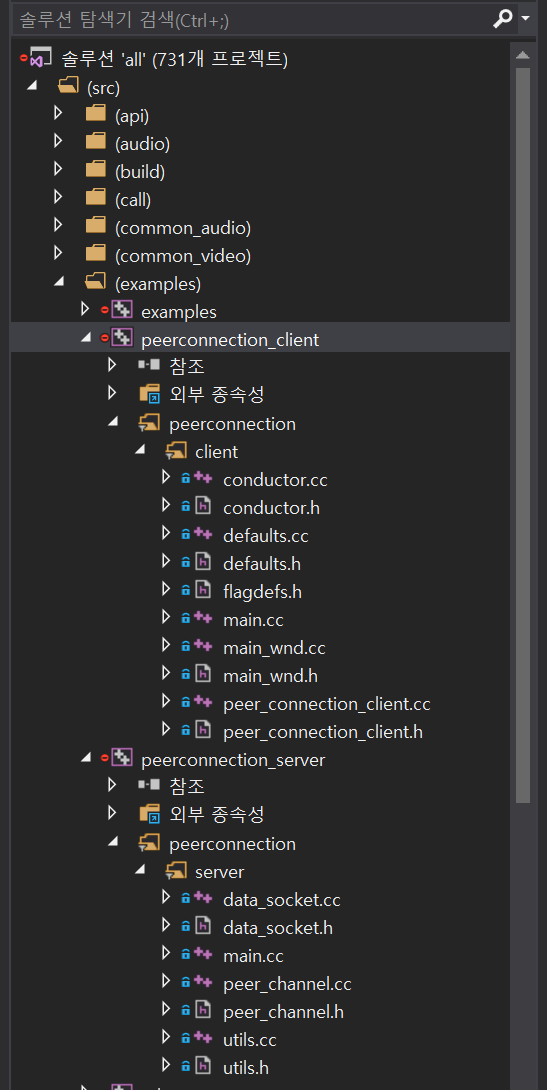 솔루션 탐색기 검색(Ctrl+;)
솔루션 'all' (731개 프로젝트)
(src)
(api)
(audio)
(build)
(call)
(common_audio)
(common_video)
(examples)
examples
peerconnection_client
참조
외부 종속성
peerconnection
client
conductor.cc
conductor.h
defaults.cc
defaults.h
flagdefs.h
main.cc
main_wnd.cc
main_wnd.h
peer_connection_client.cc
peer_connection_client.h
peerconnection_server
참조
외부 종속성
peerconnection
server
data_socket.cc
data_socket.h
main.cc
peer_channel.cc
peer_channel.h
utils.cc
utils.h